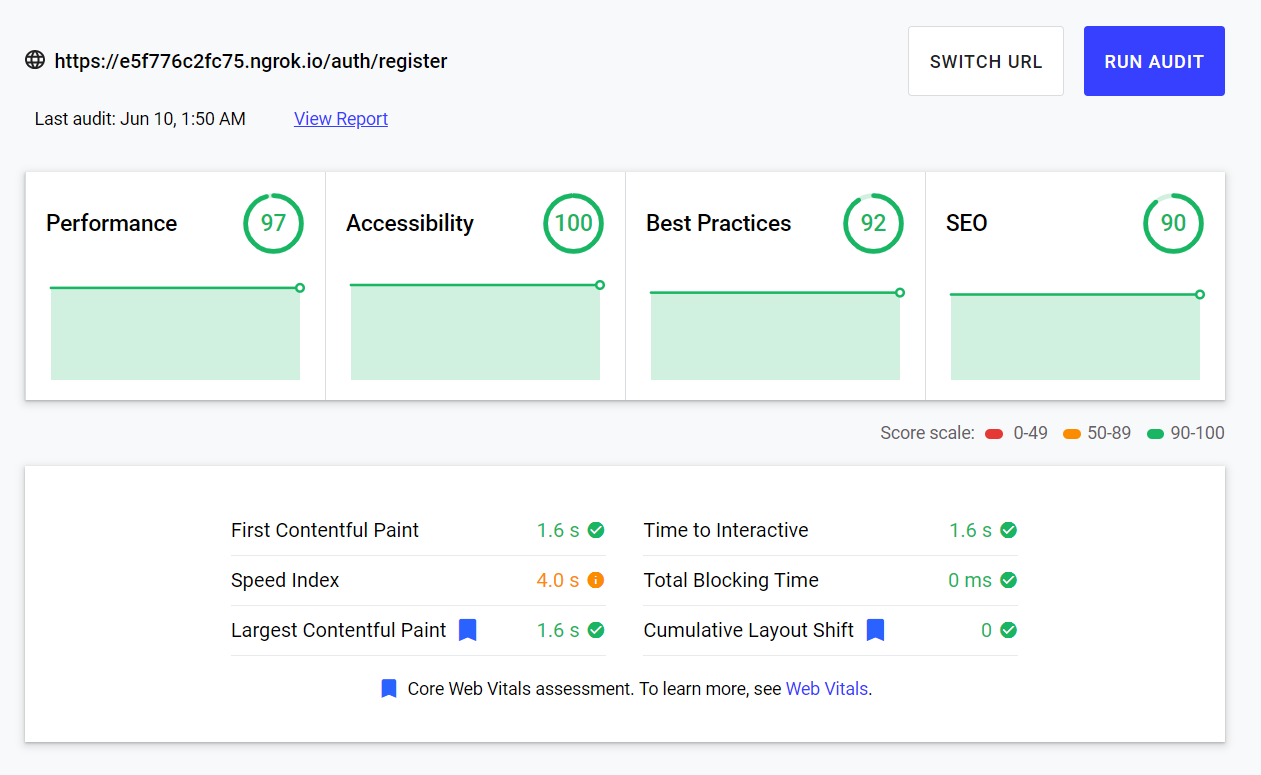 https://e5f776c2fc75.ngrok.io/auth/register
SWITCH URL
RUN AUDIT
Last audit: Jun 10, 1:50 AM
View Report
Performance 97
Accessibility 100
Best Practices 92
SEO 90
Score scale: 0-49 50-89 90-100
First Contentful Paint 1.6 s
Time to Interactive 1.6 s
Speed Index 4.0 s
Total Blocking Time 0 ms
Largest Contentful Paint 1.6 s
Cumulative Layout Shift 0
Core Web Vitals assessment. To learn more, see Web Vitals.